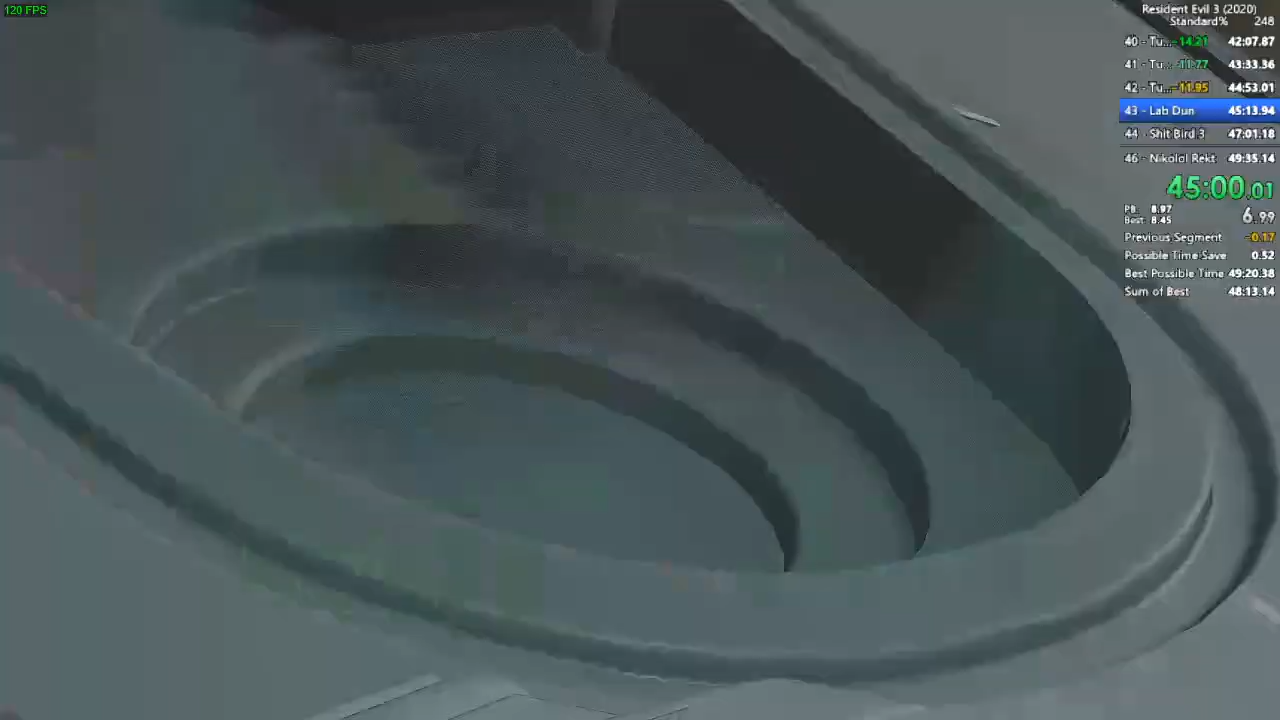 120 FPS
Resident Evil 3 (2020)
Standard% 248
40 - Tu... -14.21 42:07.87
41 - Tu... -11.77 43:33.36
42 - Tu... -11.95 44:53.01
43 - Lab Dun 45:13.94
44 - Shit Bird 3 47:01.18
46 - Nikolol Rekt 49:35.14
45:00.01
PB: 8.97
Best: 8.45 6.99
Previous Segment -0.17
Possible Time Save 0.52
Best Possible Time 49:20.38
Sum of Best 48:13.14